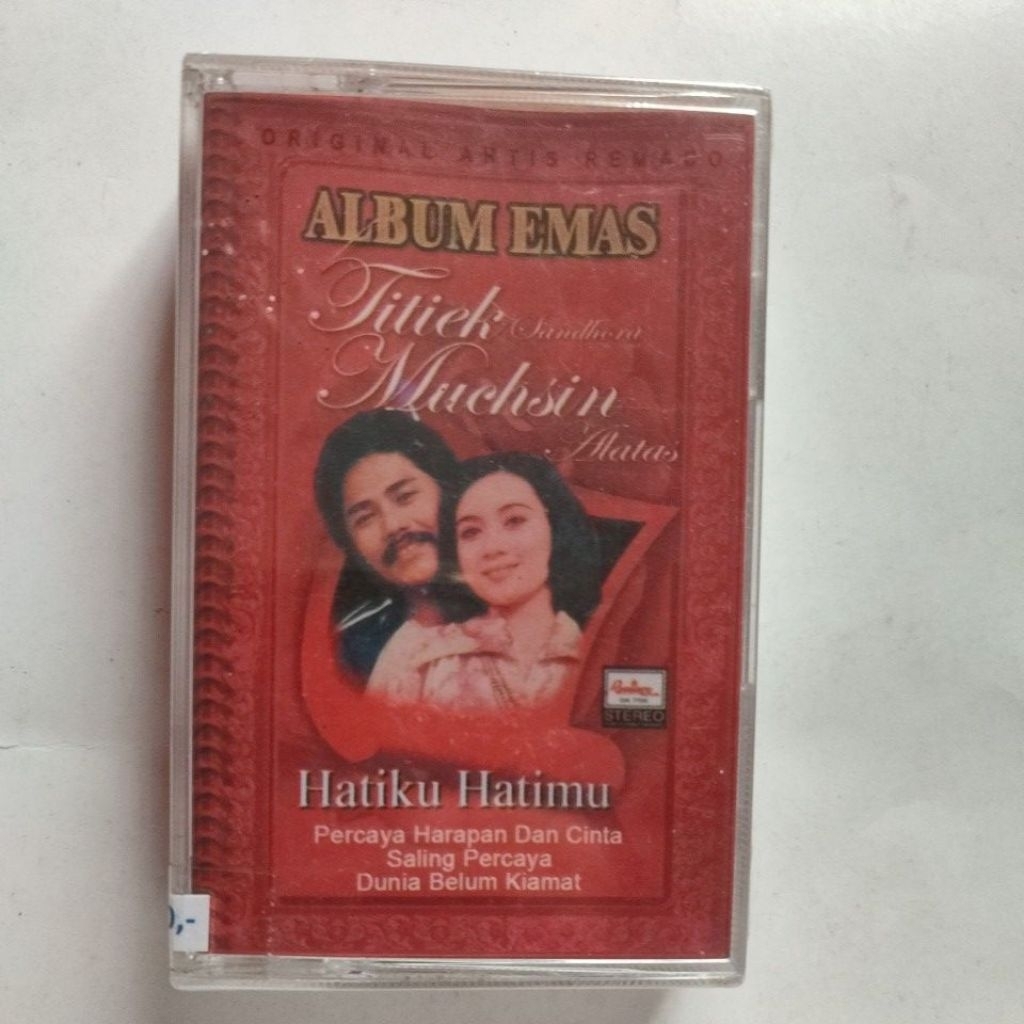 ORIGINAL ARTIS REMACO
ALBUM EMAS
Titiek Sandhora
Muchsin
Alatas
STEREO
Hatiku Hatimu
Percaya Harapan Dan Cinta
Saling Percaya
Dunia Belum Kiamat
,-